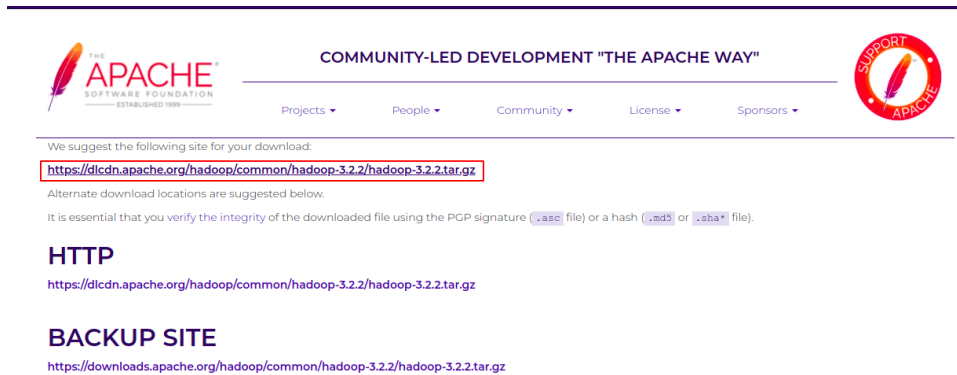 THE
APACHE®
SOFTWARE FOUNDATION
ESTABLISHED 1999
COMMUNITY-LED DEVELOPMENT "THE APACHE WAY"
SUPPORT
APACHE
Projects People Community License Sponsors
We suggest the following site for your download:
https://dlcdn.apache.org/hadoop/common/hadoop-3.2.2/hadoop-3.2.2.tar.gz
Alternate download locations are suggested below.
It is essential that you verify the integrity of the downloaded file using the PGP signature ( .asc file) or a hash ( .md5 or .sha* file).
HTTP
https://dlcdn.apache.org/hadoop/common/hadoop-3.2.2/hadoop-3.2.2.tar.gz
BACKUP SITE
https://downloads.apache.org/hadoop/common/hadoop-3.2.2/hadoop-3.2.2.tar.gz